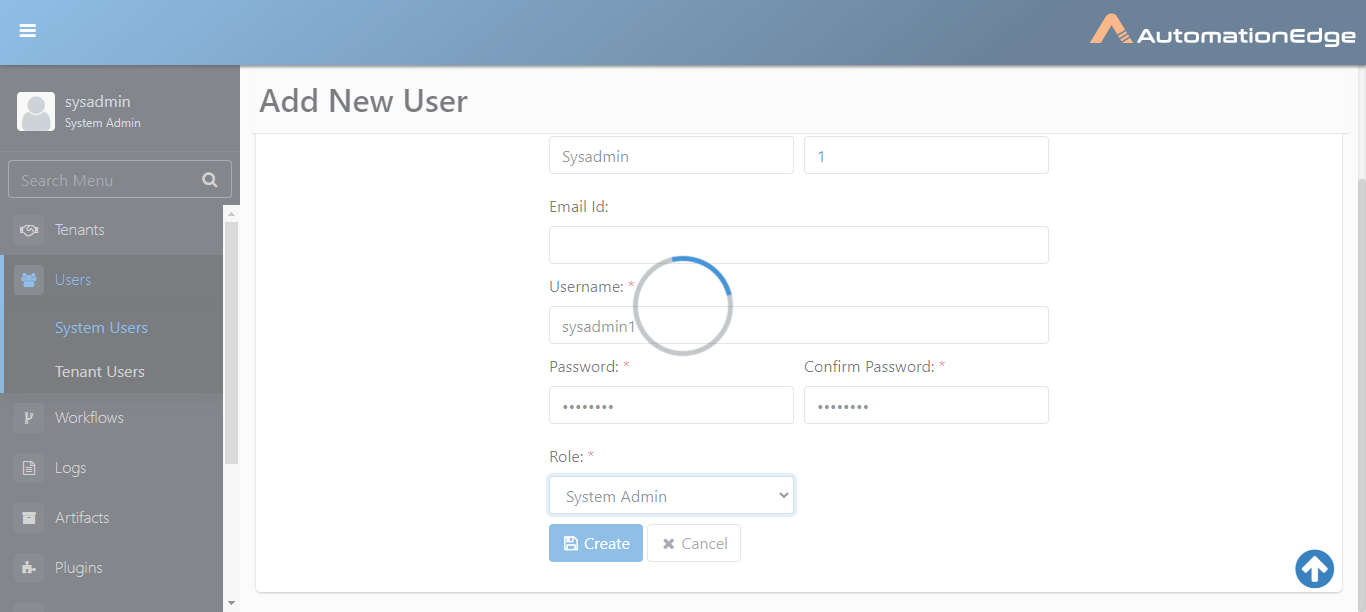 AutomationEdge
sysadmin
System Admin
Search Menu
Tenants
Users
System Users
Tenant Users
Workflows
Logs
Artifacts
Plugins
Add New User
Sysadmin 1
Email Id:
Username: *
sysadmin1
Password: * Confirm Password: *
•••••••• ••••••••
Role: *
System Admin
Create Cancel